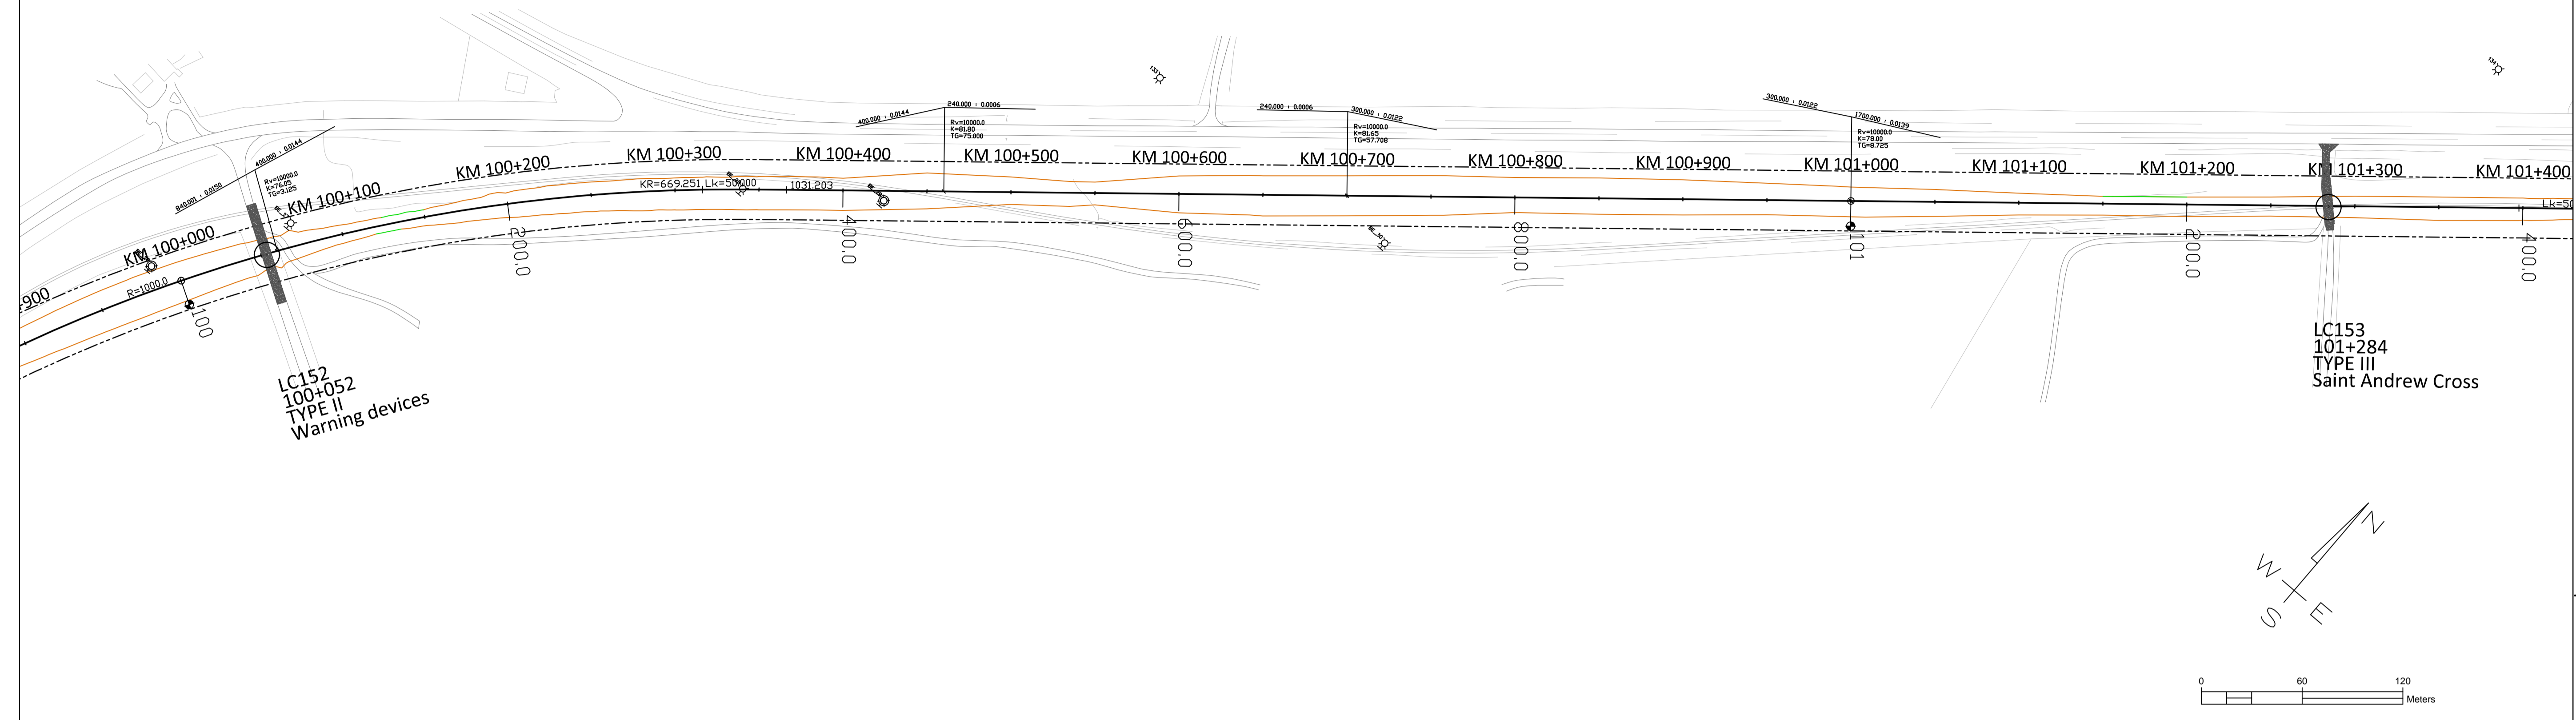 133
134
840.001 : 0.0150
400.000 : 0.0144
Rv=10000.0
K=76.05
TG=3.125
400.000 : 0.0144
240.000 : 0.0006
Rv=10000.0
K=81.80
TG=75.000
240.000 : 0.0006
300.000 : 0.0122
Rv=10000.0
K=81.65
TG=57.708
300.000 : 0.0122
1700.000 : 0.0139
Rv=10000.0
K=78.00
TG=8.725
KM 100+000
KM 100+100
KM 100+200
KM 100+300
KM 100+400
KM 100+500
KM 100+600
KM 100+700
KM 100+800
KM 100+900
KM 101+000
KM 101+100
KM 101+200
KM 101+300
KM 101+400
+900
R=1000.0
KR=669.251 Lk=50.000
1031.203
Lk=50
100
200.0
400.0
600.0
800.0
101
200.0
400.0
LC152
100+052
TYPE II
Warning devices
LC153
101+284
TYPE III
Saint Andrew Cross
N
W
E
S
0 60 120
Meters